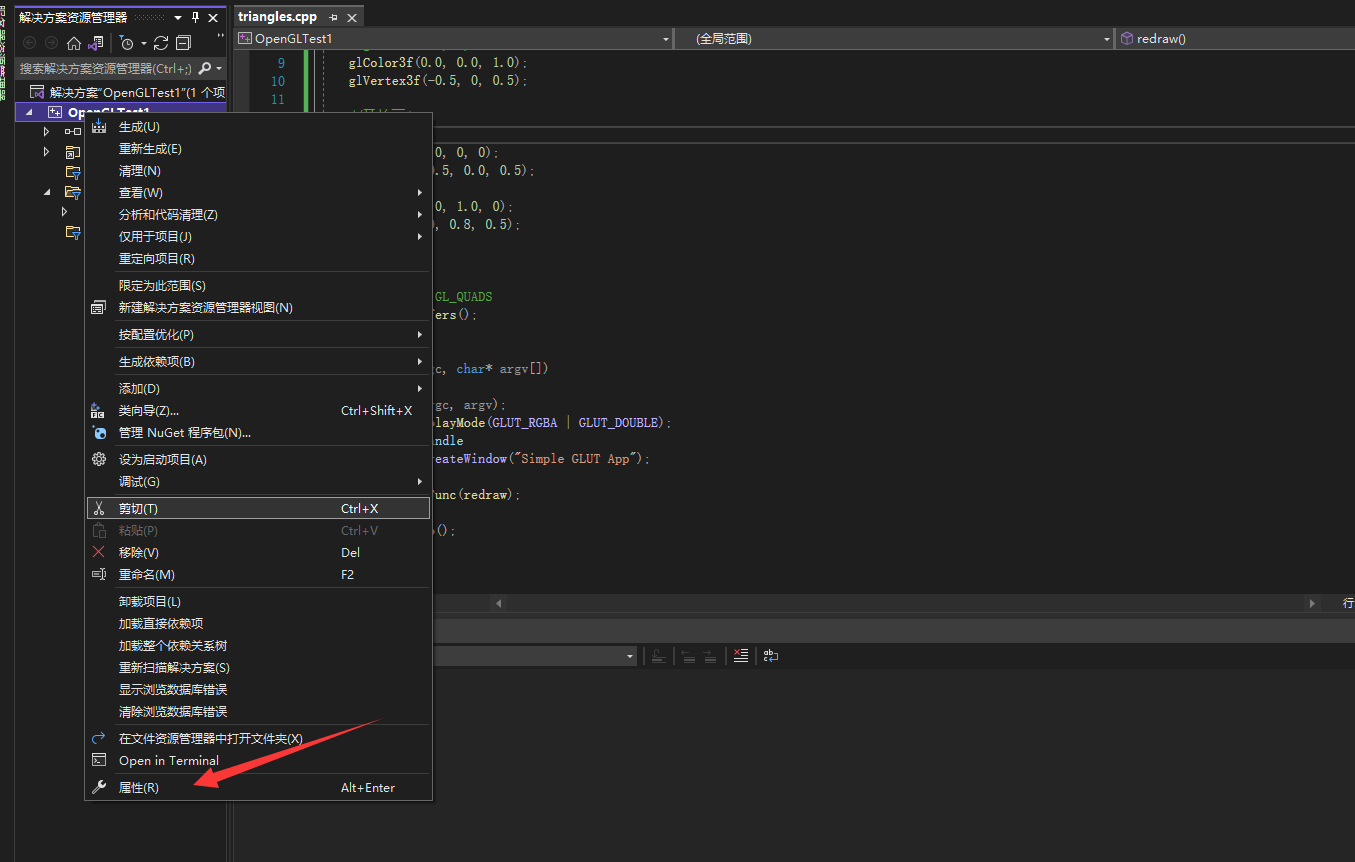 解决方案资源管理器
triangles.cpp
OpenGLTest1
(全局范围)
redraw()
搜索解决方案资源管理器(Ctrl+;)
解决方案"OpenGLTest1"(1 个项
OpenGLTest1
9 glColor3f(0.0, 0.0, 1.0);
10 glVertex3f(-0.5, 0, 0.5);
11
0, 0, 0);
.5, 0.0, 0.5);
0, 1.0, 0);
, 0.8, 0.5);
GL_QUADS
ers();
c, char* argv[])
gc, argv);
layMode(GLUT_RGBA | GLUT_DOUBLE);
ndle
eateWindow("Simple GLUT App");
unc(redraw);
();
行
生成(U)
重新生成(E)
清理(N)
查看(W)
分析和代码清理(Z)
仅用于项目(J)
重定向项目(R)
限定为此范围(S)
新建解决方案资源管理器视图(N)
按配置优化(P)
生成依赖项(B)
添加(D)
类向导(Z)... Ctrl+Shift+X
管理 NuGet 程序包(N)...
设为启动项目(A)
调试(G)
剪切(T) Ctrl+X
粘贴(P) Ctrl+V
移除(V) Del
重命名(M) F2
卸载项目(L)
加载直接依赖项
加载整个依赖关系树
重新扫描解决方案(S)
显示浏览数据库错误
清除浏览数据库错误
在文件资源管理器中打开文件夹(X)
Open in Terminal
属性(R) Alt+Enter